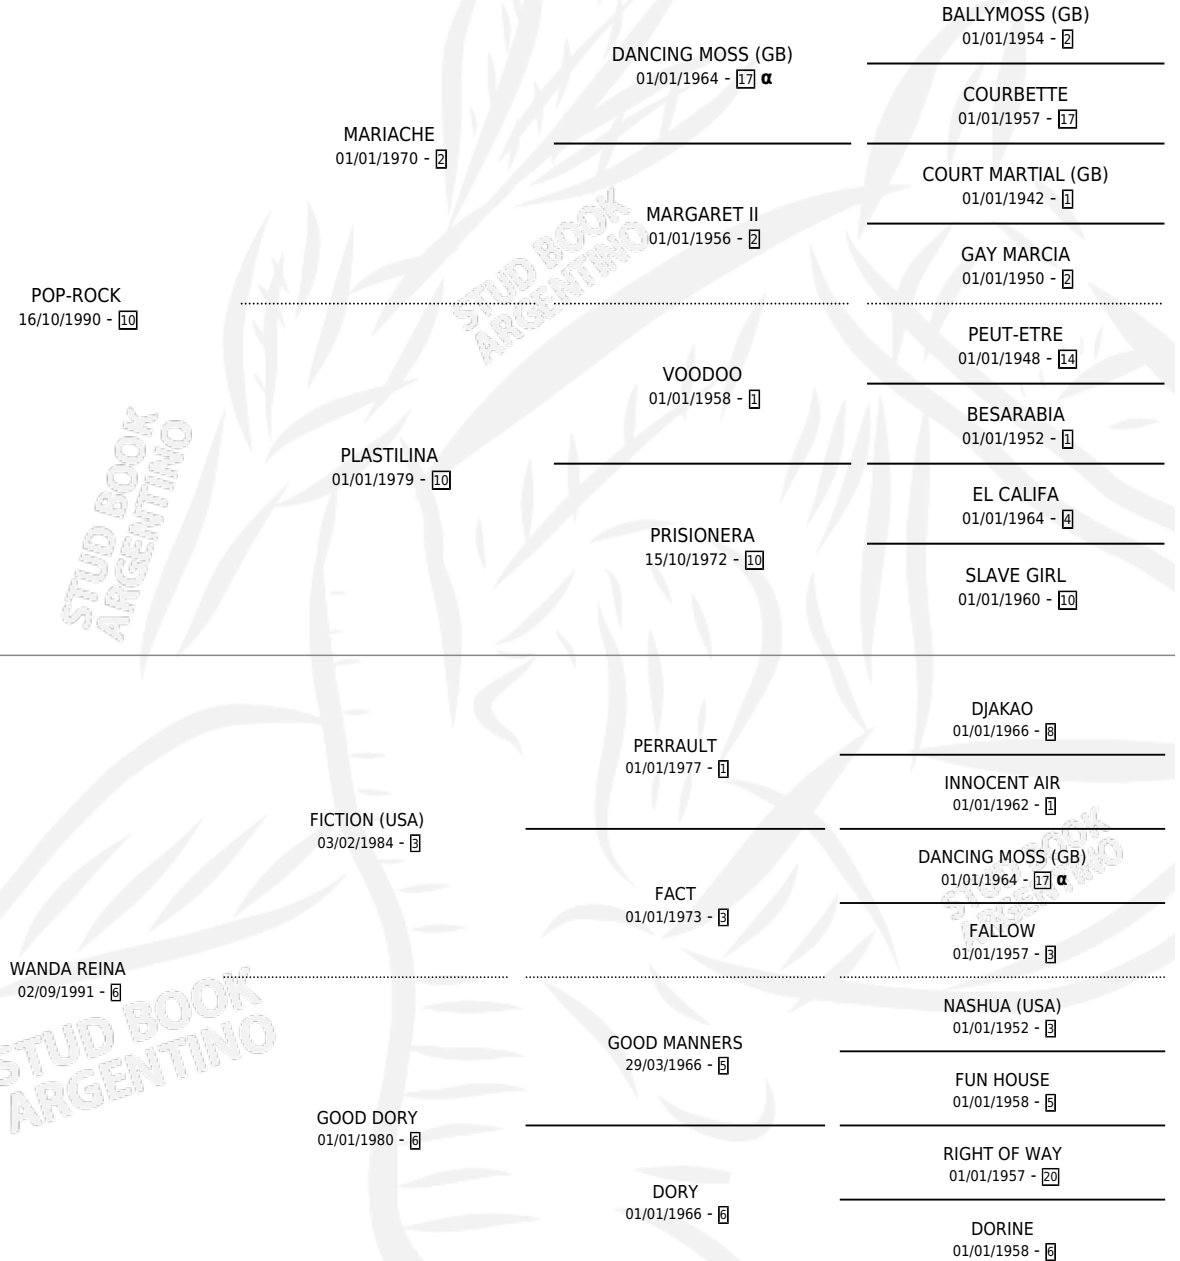 BALLYMOSS (GB)
01/01/1954 - 2
DANCING MOSS (GB)
01/01/1964 - 17 α
COURBETTE
01/01/1957 - 17
MARIACHE
01/01/1970 - 2
COURT MARTIAL (GB)
01/01/1942 - 1
MARGARET II
01/01/1956 - 2
GAY MARCIA
01/01/1950 - 2
POP-ROCK
16/10/1990 - 10
PEUT-ETRE
01/01/1948 - 14
VOODOO
01/01/1958 - 1
BESARABIA
01/01/1952 - 1
PLASTILINA
01/01/1979 - 10
EL CALIFA
01/01/1964 - 4
PRISIONERA
15/10/1972 - 10
SLAVE GIRL
01/01/1960 - 10
DJAKAO
01/01/1966 - 8
PERRAULT
01/01/1977 - 1
INNOCENT AIR
01/01/1962 - 1
FICTION (USA)
03/02/1984 - 3
DANCING MOSS (GB)
01/01/1964 - 17 α
FACT
01/01/1973 - 3
FALLOW
01/01/1957 - 3
WANDA REINA
02/09/1991 - 6
NASHUA (USA)
01/01/1952 - 3
GOOD MANNERS
29/03/1966 - 5
FUN HOUSE
01/01/1958 - 5
GOOD DORY
01/01/1980 - 6
RIGHT OF WAY
01/01/1957 - 20
DORY
01/01/1966 - 6
DORINE
01/01/1958 - 6
STUD BOOK
ARGENTINO
STUD BOOK
ARGENTINO
STUD BOOK
ARGENTINO
STUD BOOK
ARGENTINO